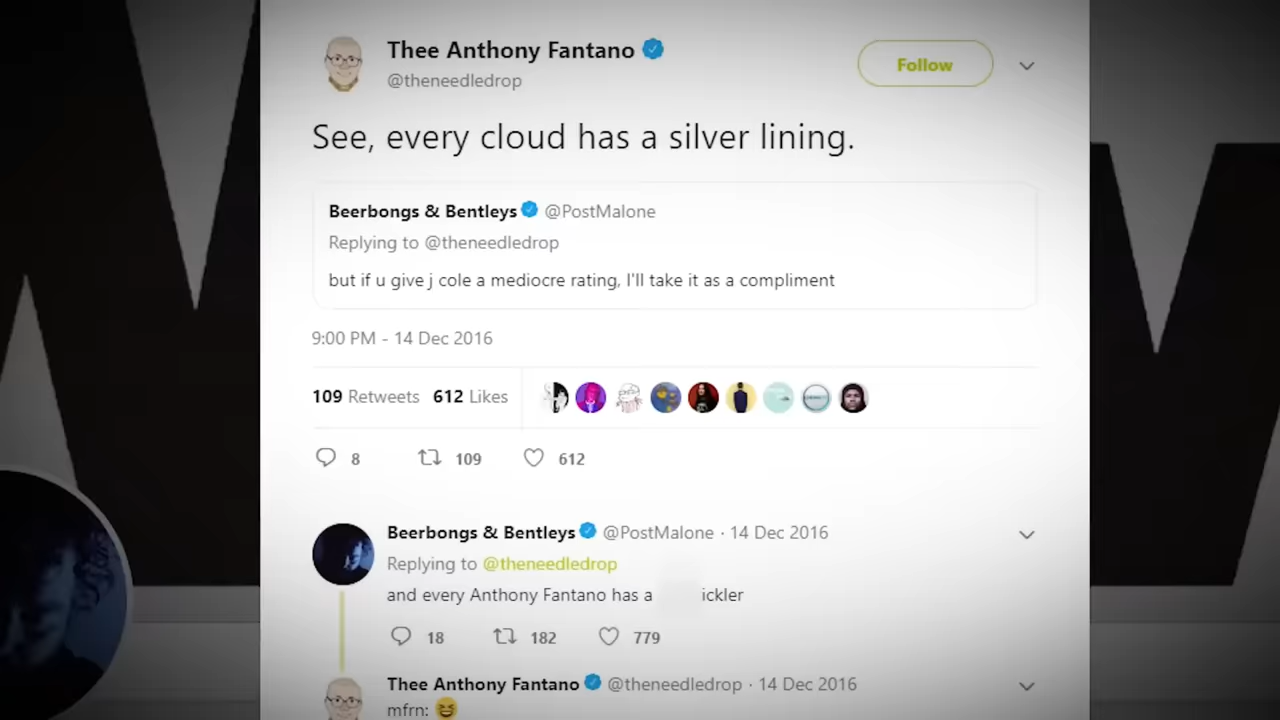 Thee Anthony Fantano
@theneedledrop
Follow
See, every cloud has a silver lining.
Beerbongs & Bentleys @PostMalone
Replying to @theneedledrop
but if u give j cole a mediocre rating, I'll take it as a compliment
9:00 PM - 14 Dec 2016
109 Retweets 612 Likes
8 109 612
Beerbongs & Bentleys @PostMalone · 14 Dec 2016
Replying to @theneedledrop
and every Anthony Fantano has a ickler
18 182 779
Thee Anthony Fantano @theneedledrop · 14 Dec 2016
mfrn: 😆